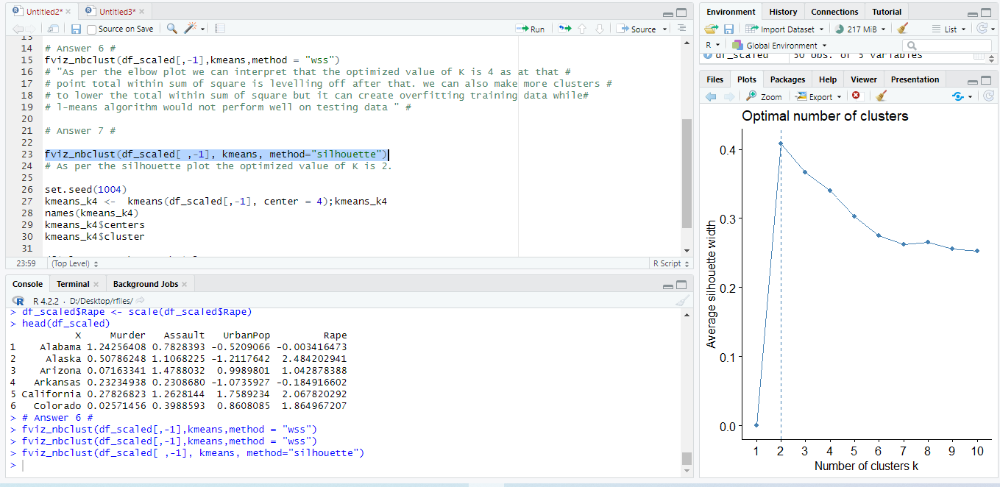 Untitled2* × Untitled3* ×
Source on Save Run Source
13
14 # Answer 6 #
15 fviz_nbclust(df_scaled[,-1],kmeans,method = "wss")
16 # "As per the elbow plot we can interpret that the optimized value of K is 4 as at that #
17 # point total within sum of square is levelling off after that. we can also make more clusters #
18 # to lower the total within sum of square but it can create overfitting training data while#
19 # l-means algorithm would not perform well on testing data " #
20
21 # Answer 7 #
22
23 fviz_nbclust(df_scaled[ ,-1], kmeans, method="silhouette")
24 # As per the silhouette plot the optimized value of K is 2.
25
26 set.seed(1004)
27 kmeans_k4 <- kmeans(df_scaled[,-1], center = 4);kmeans_k4
28 names(kmeans_k4)
29 kmeans_k4$centers
30 kmeans_k4$cluster
31
23:59 (Top Level) R Script
Console Terminal × Background Jobs ×
R 4.2.2 · D:/Desktop/rfiles/
> df_scaled$Rape <- scale(df_scaled$Rape)
> head(df_scaled)
X Murder Assault UrbanPop Rape
1 Alabama 1.24256408 0.7828393 -0.5209066 -0.003416473
2 Alaska 0.50786248 1.1068225 -1.2117642 2.484202941
3 Arizona 0.07163341 1.4788032 0.9989801 1.042878388
4 Arkansas 0.23234938 0.2308680 -1.0735927 -0.184916602
5 California 0.27826823 1.2628144 1.7589234 2.067820292
6 Colorado 0.02571456 0.3988593 0.8608085 1.864967207
> # Answer 6 #
> fviz_nbclust(df_scaled[,-1],kmeans,method = "wss")
> fviz_nbclust(df_scaled[,-1],kmeans,method = "wss")
> fviz_nbclust(df_scaled[ ,-1], kmeans, method="silhouette")
>
Environment History Connections Tutorial
Import Dataset 217 MiB List
R Global Environment
df_scaled 50 obs. of 5 variables
Files Plots Packages Help Viewer Presentation
Zoom Export
Optimal number of clusters
Average silhouette width
0.4
0.3
0.2
0.1
0.0
1 2 3 4 5 6 7 8 9 10
Number of clusters k